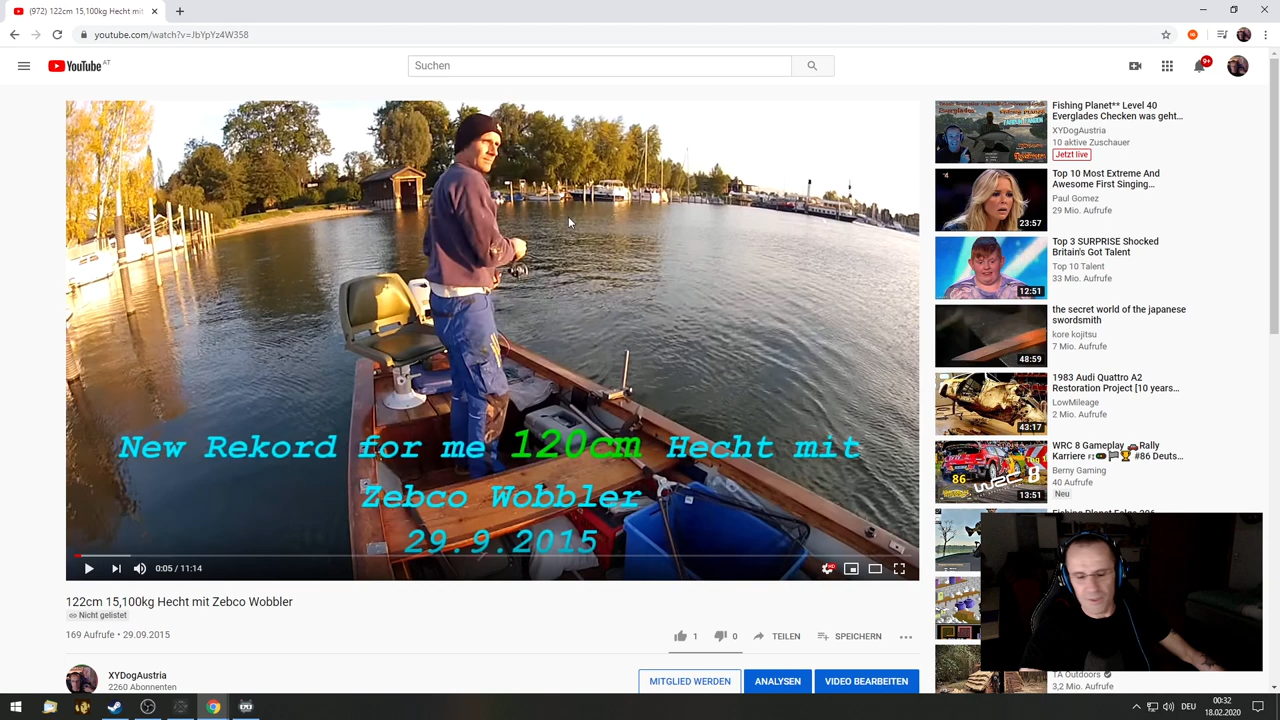 (972) 122cm 15,100kg Hecht mi
youtube.com/watch?v=JbYpYz4W358
YouTube AT
Suchen
9+
New Rekord for me 120cm Hecht mit
Zebco Wobbler
29.9.2015
0:05 / 11:14
HD
122cm 15,100kg Hecht mit Zebco Wobbler
Nicht gelistet
169 Aufrufe • 29.09.2015
1
0
TEILEN
SPEICHERN
XYDogAustria
2260 Abonnenten
MITGLIED WERDEN
ANALYSEN
VIDEO BEARBEITEN
Everglades
Fishing Planet** Level 40
Everglades Checken was geht...
XYDogAustria
10 aktive Zuschauer
Jetzt live
23:57
Top 10 Most Extreme And
Awesome First Singing...
Paul Gomez
29 Mio. Aufrufe
12:51
Top 3 SURPRISE Shocked
Britain's Got Talent
Top 10 Talent
33 Mio. Aufrufe
48:59
the secret world of the japanese
swordsmith
kore kojitsu
7 Mio. Aufrufe
43:17
1983 Audi Quattro A2
Restoration Project [10 years...
LowMileage
2 Mio. Aufrufe
86
WRC 8
13:51
WRC 8 Gameplay Rally
Karriere #86 Deuts...
Berny Gaming
40 Aufrufe
Neu
TA Outdoors
3,2 Mio. Aufrufe
DEU
00:32
18.02.2020